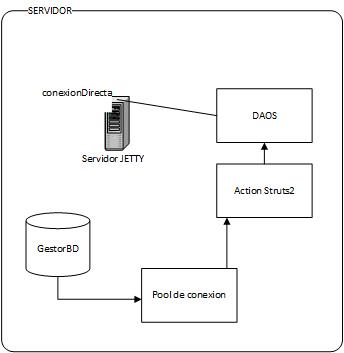 SERVIDOR
conexionDirecta
DAOS
Servidor JETTY
Action Struts2
GestorBD
Pool de conexion